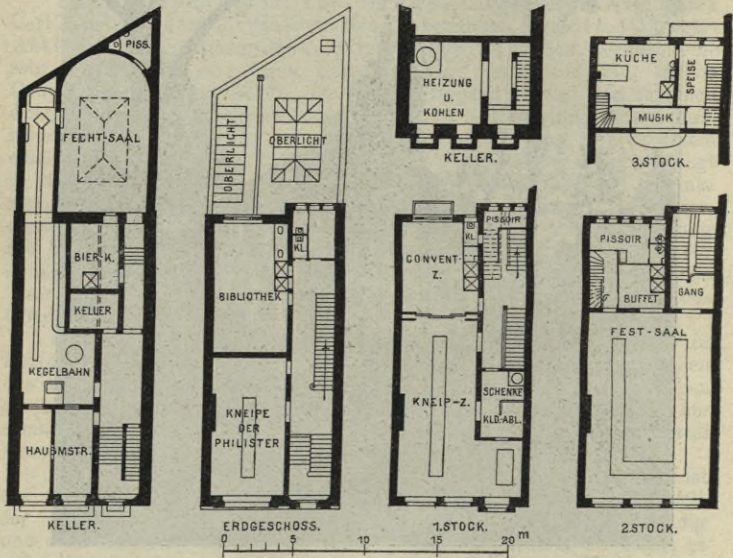 PISS.
FECHT-SAAL
BIER-K.
KELLER
KEGELBAHN
HAUSMSTR.
KELLER.
OBERLICHT
OBERLICHT
KL.
BIBLIOTHEK
KNEIPE
DER
PHILISTER
ERDGESCHOSS.
HEIZUNG
U.
KOHLEN
KELLER.
PISSOIR
KL.
CONVENT-
Z.
KNEIP-Z.
SCHENKE
KLD.-ABL.
1.STOCK.
KÜCHE
SPEISE
MUSIK
3.STOCK.
PISSOIR
BUFFET
GANG
FEST-SAAL
2.STOCK.
0 5 10 15 20 m